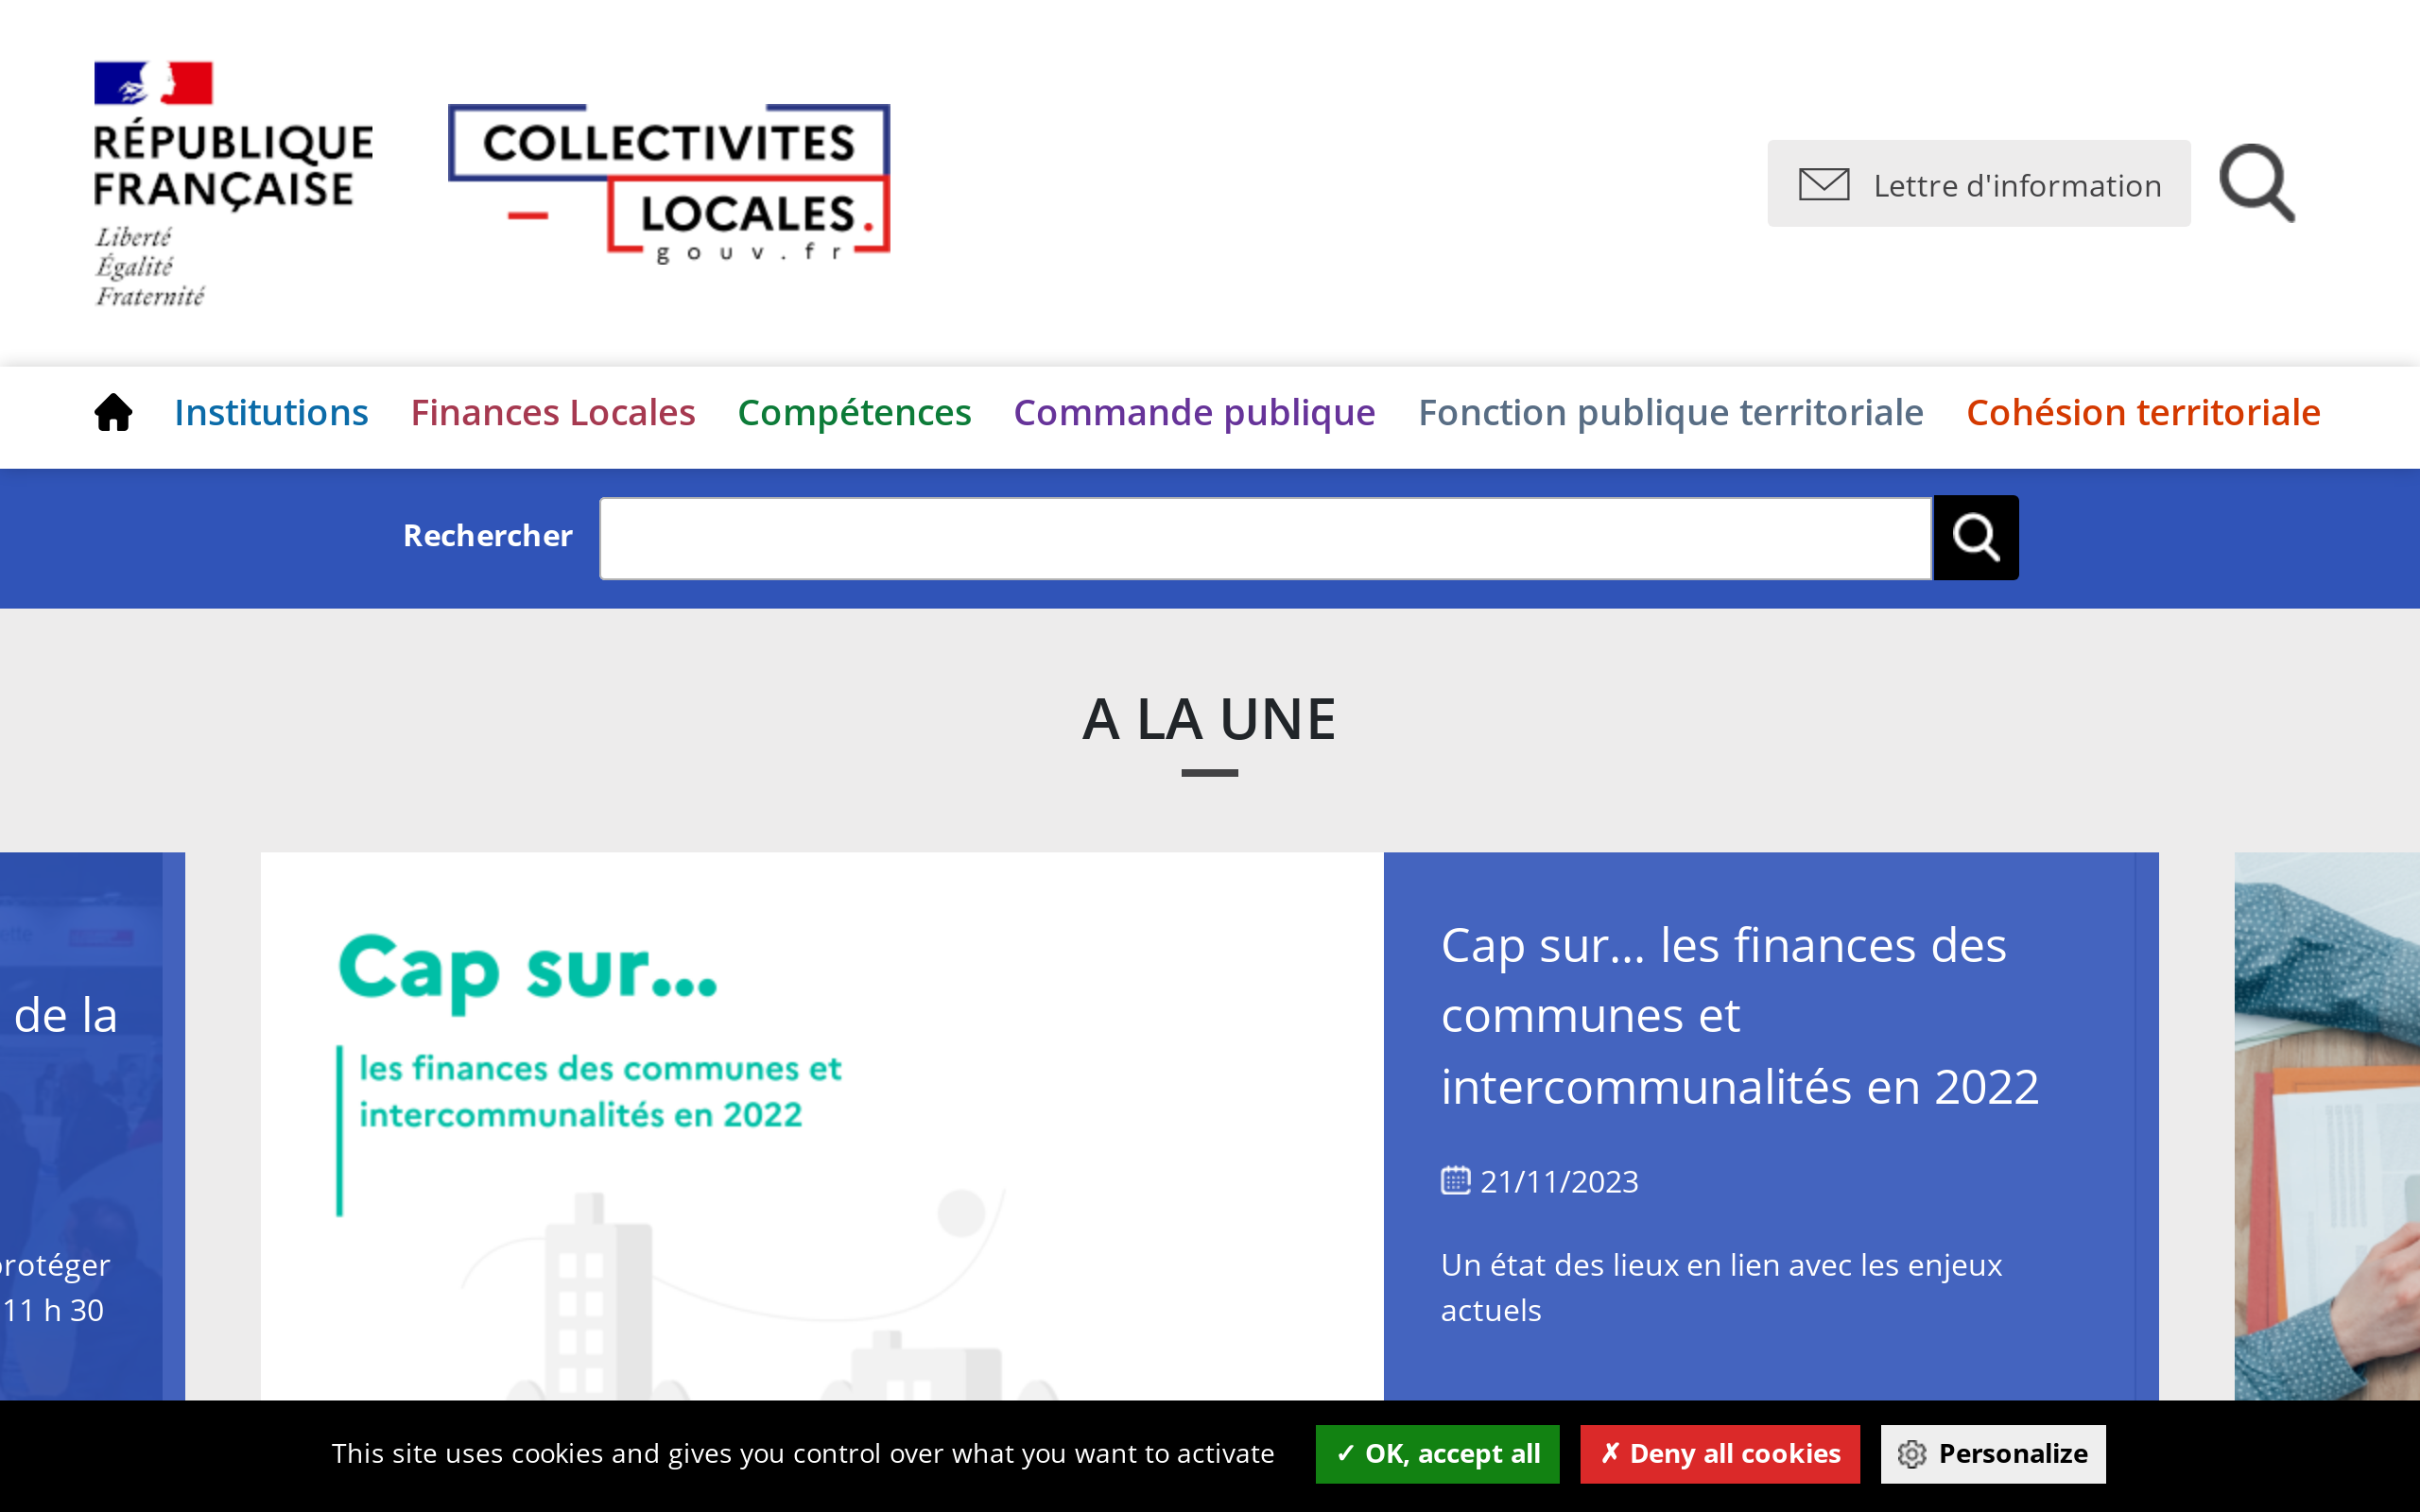 RÉPUBLIQUE
FRANÇAISE
Liberté
Égalité
Fraternité
COLLECTIVITES
LOCALES.
gouv.fr
Lettre d'information
Institutions Finances Locales Compétences Commande publique Fonction publique territoriale Cohésion territoriale
Rechercher
A LA UNE
de la
11 h 30
Cap sur...
les finances des communes et
intercommunalités en 2022
Cap sur... les finances des
communes et
intercommunalités en 2022
21/11/2023
Un état des lieux en lien avec les enjeux
actuels
This site uses cookies and gives you control over what you want to activate
✓ OK, accept all
✗ Deny all cookies
Personalize